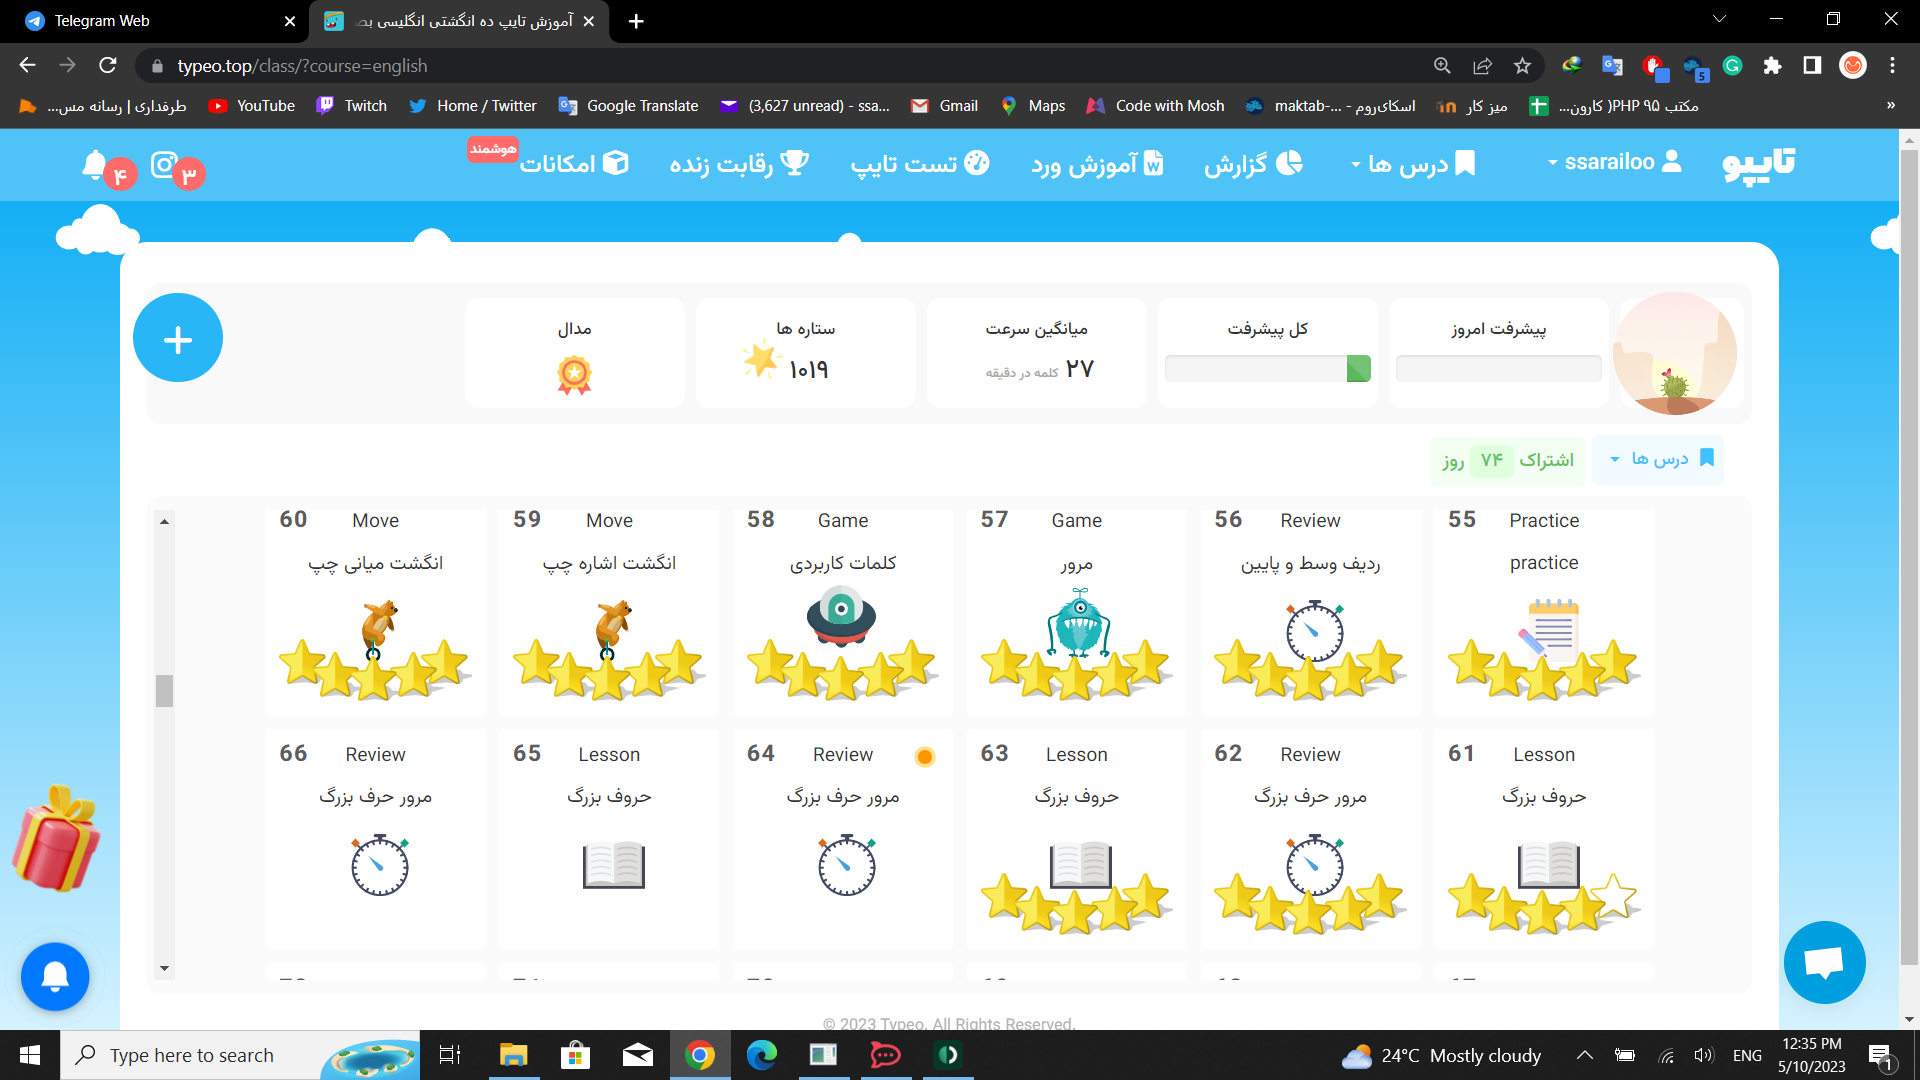 Telegram Web
آموزش تایپ ده انگشتی انگلیسی بص
typeo.top/class/?course=english
طرفداری | رسانه مس...
YouTube
Twitch
Home / Twitter
Google Translate
(3,627 unread) - ssa...
Gmail
Maps
Code with Mosh
اسکای‌روم - ...-maktab
میز کار
مکتب ۹۵ PHP( کارون...
»
تایپو
ssarailoo
درس ها
گزارش
آموزش ورد
تست تایپ
رقابت زنده
امکانات
هوشمند
۳
۴
پیشرفت امروز
کل پیشرفت
میانگین سرعت
۲۷ کلمه در دقیقه
ستاره ها
۱۰۱۹
مدال
+
درس ها
اشتراک ۷۴ روز
55 Practice
practice
56 Review
ردیف وسط و پایین
57 Game
مرور
58 Game
کلمات کاربردی
59 Move
انگشت اشاره چپ
60 Move
انگشت میانی چپ
61 Lesson
حروف بزرگ
62 Review
مرور حرف بزرگ
63 Lesson
حروف بزرگ
64 Review
مرور حرف بزرگ
65 Lesson
حروف بزرگ
66 Review
مرور حرف بزرگ
© 2023 Typeo. All Rights Reserved.
Type here to search
24°C Mostly cloudy
ENG
12:35 PM
5/10/2023
1
5